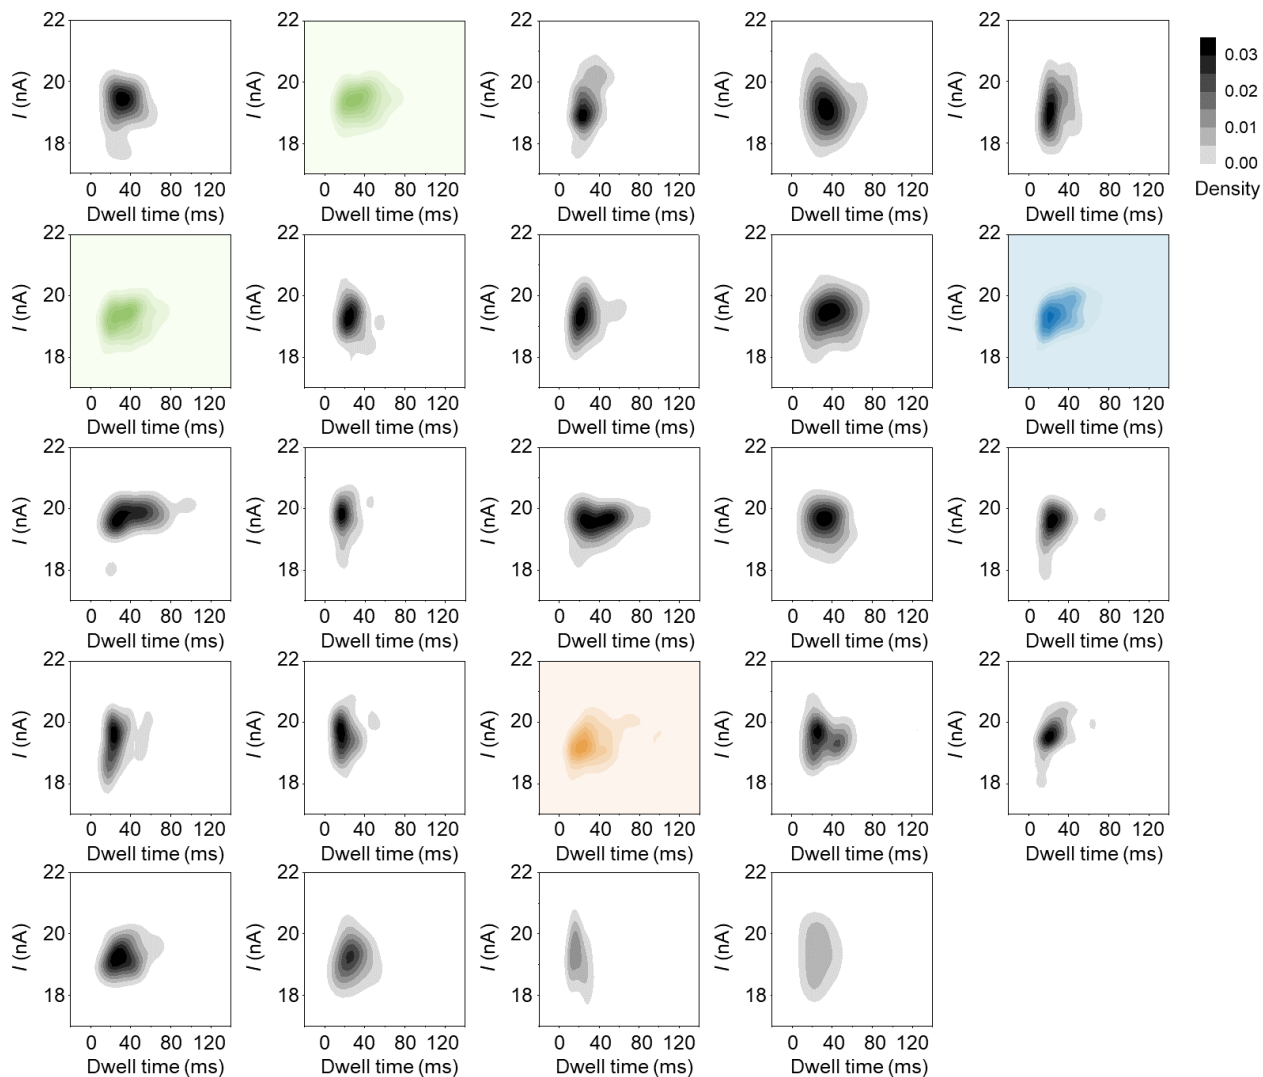 22 22 22 22 22
I (nA) 20 I (nA) 20 I (nA) 20 I (nA) 20 I (nA) 20 0.03
0.02
18 18 18 18 18 0.01
0.00
0 40 80 120 0 40 80 120 0 40 80 120 0 40 80 120 0 40 80 120 Density
Dwell time (ms) Dwell time (ms) Dwell time (ms) Dwell time (ms) Dwell time (ms)
22 22 22 22 22
I (nA) 20 I (nA) 20 I (nA) 20 I (nA) 20 I (nA) 20
18 18 18 18 18
0 40 80 120 0 40 80 120 0 40 80 120 0 40 80 120 0 40 80 120
Dwell time (ms) Dwell time (ms) Dwell time (ms) Dwell time (ms) Dwell time (ms)
22 22 22 22 22
I (nA) 20 I (nA) 20 I (nA) 20 I (nA) 20 I (nA) 20
18 18 18 18 18
0 40 80 120 0 40 80 120 0 40 80 120 0 40 80 120 0 40 80 120
Dwell time (ms) Dwell time (ms) Dwell time (ms) Dwell time (ms) Dwell time (ms)
22 22 22 22 22
I (nA) 20 I (nA) 20 I (nA) 20 I (nA) 20 I (nA) 20
18 18 18 18 18
0 40 80 120 0 40 80 120 0 40 80 120 0 40 80 120 0 40 80 120
Dwell time (ms) Dwell time (ms) Dwell time (ms) Dwell time (ms) Dwell time (ms)
22 22 22 22
I (nA) 20 I (nA) 20 I (nA) 20 I (nA) 20
18 18 18 18
0 40 80 120 0 40 80 120 0 40 80 120 0 40 80 120
Dwell time (ms) Dwell time (ms) Dwell time (ms) Dwell time (ms)